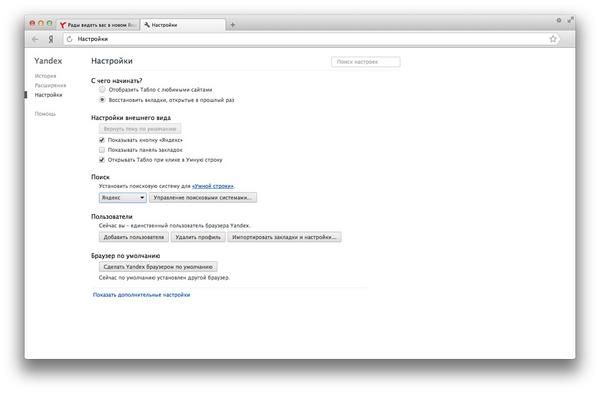 Рады видеть вас в новом Янд
Настройки
Я
Настройки
Yandex
Настройки
Поиск настроек
История
Расширения
Настройки
Помощь
С чего начинать?
Отобразить Табло с любимыми сайтами
Восстановить вкладки, открытые в прошлый раз
Настройки внешнего вида
Вернуть тему по умолчанию
Показывать кнопку «Яндекс»
Показывать панель закладок
Открывать Табло при клике в Умную строку
Поиск
Установить поисковую систему для «Умной строки».
Яндекс
Управление поисковыми системами...
Пользователи
Сейчас вы – единственный пользователь браузера Yandex.
Добавить пользователя
Удалить профиль
Импортировать закладки и настройки...
Браузер по умолчанию
Сделать Yandex браузером по умолчанию
Сейчас по умолчанию установлен другой браузер.
Показать дополнительные настройки